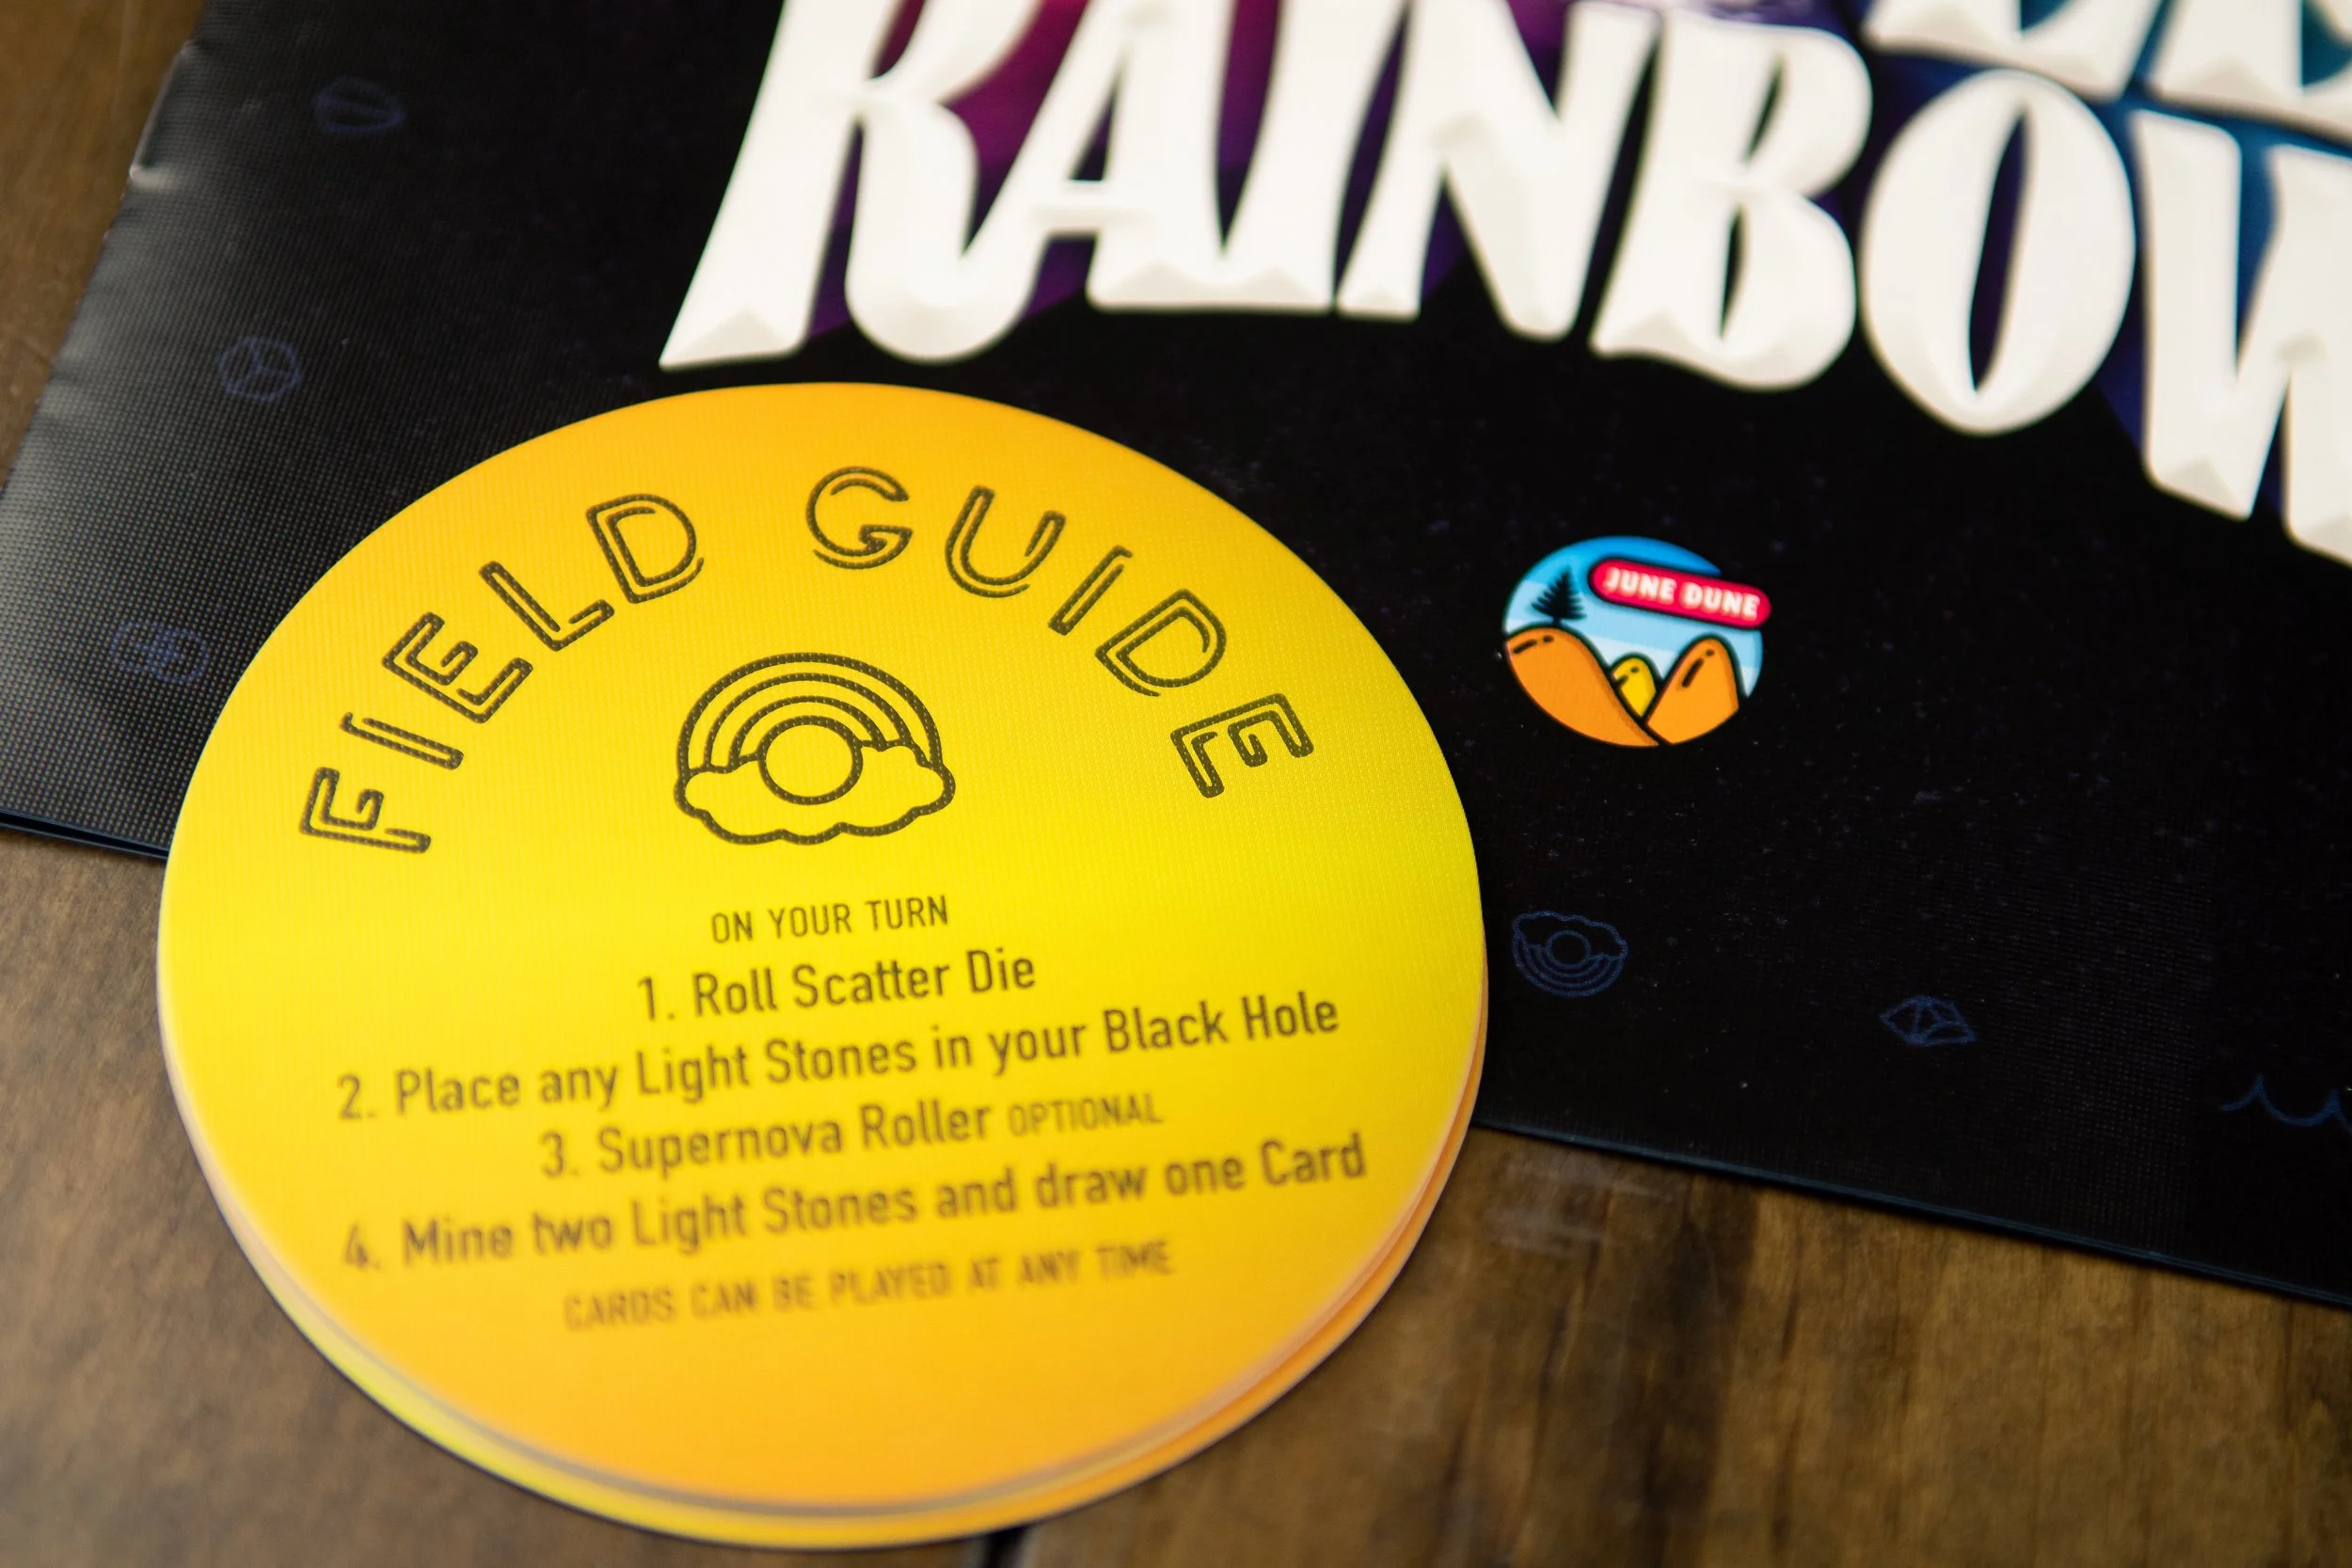 RAINBOW
JUNE DUNE
FIELD GUIDE
ON YOUR TURN
1. Roll Scatter Die
2. Place any Light Stones in your Black Hole
3. Supernova Roller OPTIONAL
4. Mine two Light Stones and draw one Card
CARDS CAN BE PLAYED AT ANY TIME